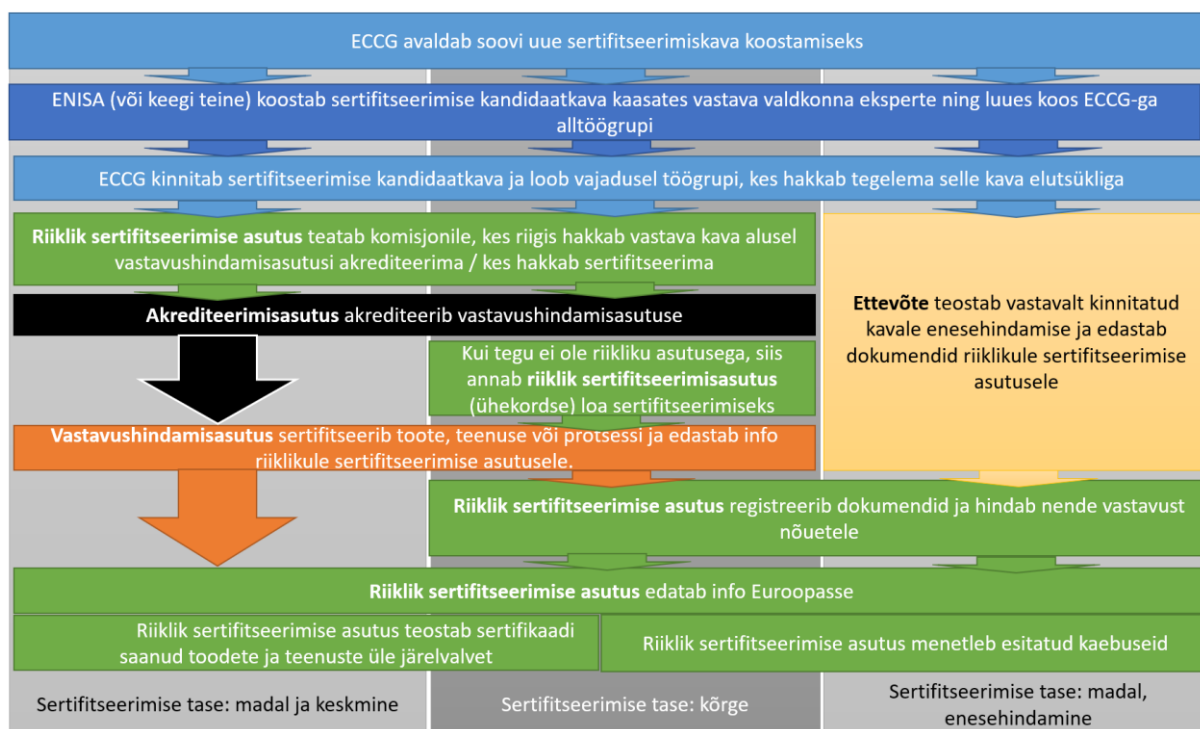 ECCG avaldab soovi uue sertifitseerimiskava koostamiseks
ENISA (või keegi teine) koostab sertifitseerimise kandidaatkava kaasates vastava valdkonna eksperte ning luues koos ECCG-ga
alltöögrupi
ECCG kinnitab sertifitseerimise kandidaatkava ja loob vajadusel töögrupi, kes hakkab tegelema selle kava elutsükliga
Riiklik sertifitseerimise asutus teatab komisjonile, kes riigis hakkab vastava kava alusel
vastavushindamisasutusi akrediteerima / kes hakkab sertifitseerima
Akrediteerimisasutus akrediteerib vastavushindamisasutuse
Kui tegu ei ole riikliku asutusega, siis
annab riiklik sertifitseerimisasutus
(ühekordse) loa sertifitseerimiseks
Ettevõte teostab vastavalt kinnitatud
kavale enesehindamise ja edastab
dokumendid riiklikule sertifitseerimise
asutusele
Vastavushindamisasutus sertifitseerib toote, teenuse või protsessi ja edastab info
riiklikule sertifitseerimise asutusele.
Riiklik sertifitseerimise asutus registreerib dokumendid ja hindab nende vastavust
nõuetele
Riiklik sertifitseerimise asutus edatab info Euroopasse
Riiklik sertifitseerimise asutus teostab sertifikaadi
saanud toodete ja teenuste üle järelvalvet
Riiklik sertifitseerimise asutus menetleb esitatud kaebuseid
Sertifitseerimise tase: madal ja keskmine
Sertifitseerimise tase: kõrge
Sertifitseerimise tase: madal,
enesehindamine